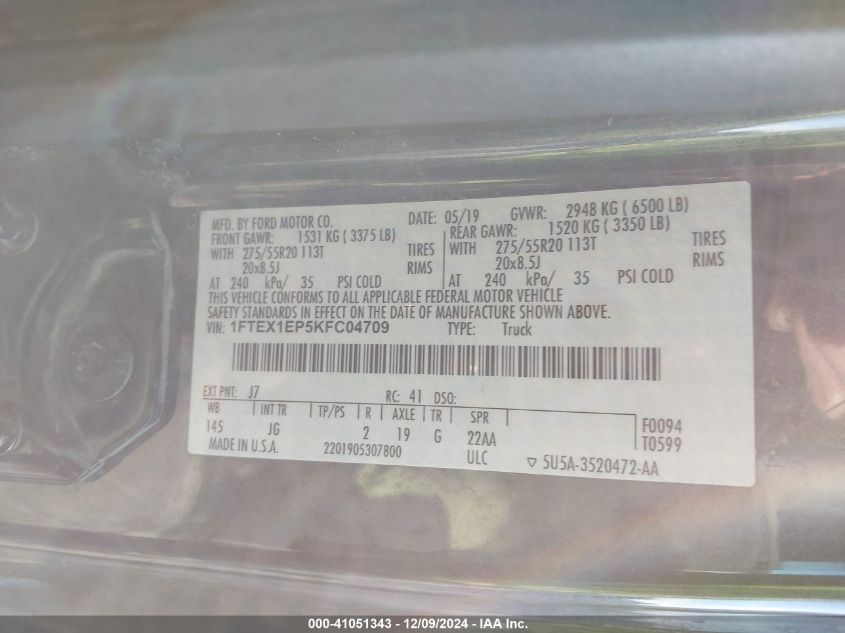 MFD. BY FORD MOTOR CO. DATE: 05/19 GVWR: 2948 KG ( 6500 LB)
FRONT GAWR: 1531 KG ( 3375 LB) REAR GAWR: 1520 KG ( 3350 LB)
WITH 275/55R20 113T TIRES WITH 275/55R20 113T TIRES
20x8.5J RIMS 20x8.5J RIMS
AT 240 kPa/ 35 PSI COLD AT 240 kPa/ 35 PSI COLD
THIS VEHICLE CONFORMS TO ALL APPLICABLE FEDERAL MOTOR VEHICLE
SAFETY STANDARDS IN EFFECT ON THE DATE OF MANUFACTURE SHOWN ABOVE.
VIN: 1FTEX1EP5KFC04709 TYPE: Truck
EXT PNT: J7 RC: 41 DSO:
WB INT TR TP/PS R AXLE TR SPR F0094
145 JG 2 19 G 22AA T0599
MADE IN U.S.A. 2201905307800 ULC 5U5A-3520472-AA
000-41051343 - 12/09/2024 - IAA Inc.